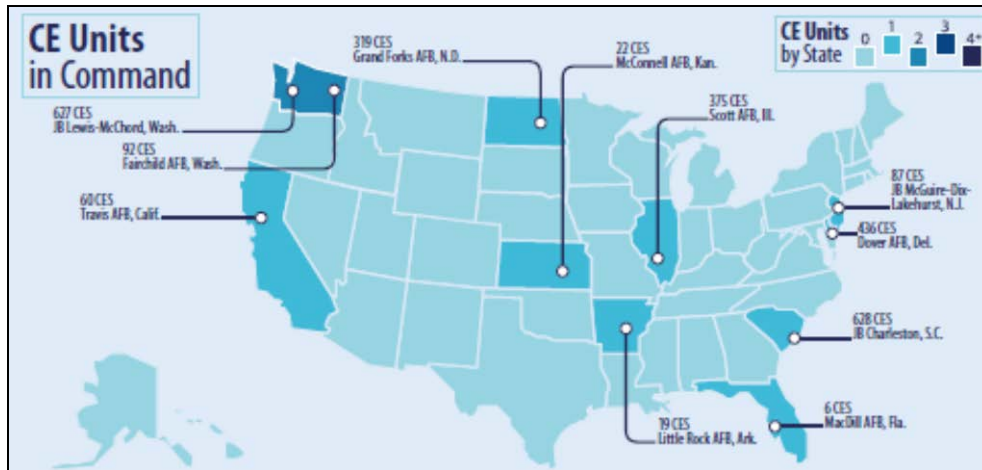 CE Units
in Command
319 CES
Grand Forks AFB, N.D.
22 CES
McConnell AFB, Kan.
CE Units
by State
0
1
2
3
4+
627 CES
JB Lewis-McChord, Wash.
92 CES
Fairchild AFB, Wash.
375 CES
Scott AFB, Ill.
60 CES
Travis AFB, Calif.
87 CES
JB McGuire-Dix-
Lakehurst, N.J.
436 CES
Dover AFB, Del.
628 CES
JB Charleston, S.C.
19 CES
Little Rock AFB, Ark.
6 CES
MacDill AFB, Fla.